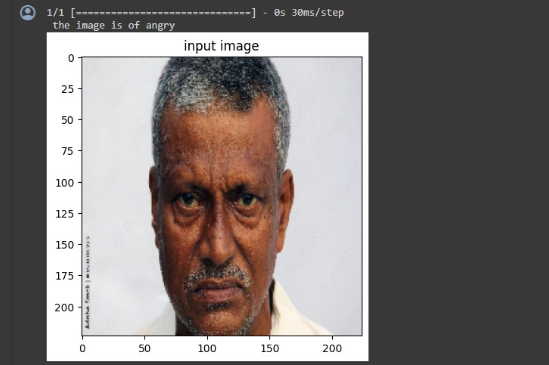 1/1 [==============================] - 0s 30ms/step
the image is of angry
input image
0
25
50
75
100
125
150
175
200
0 50 100 150 200